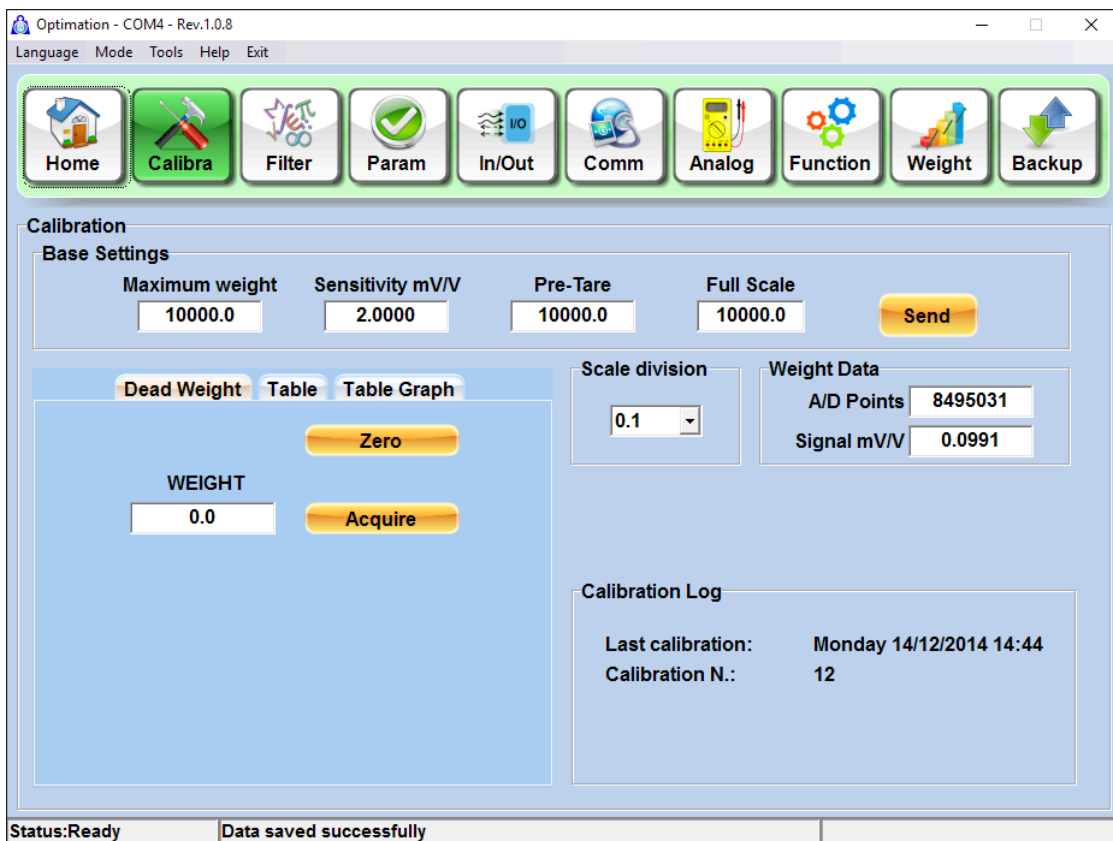 Optimation - COM4 - Rev.1.0.8
Language Mode Tools Help Exit
Home Calibra Filter Param In/Out Comm Analog Function Weight Backup
I/O
Calibration
Base Settings
Maximum weight Sensitivity mV/V Pre-Tare Full Scale
10000.0 2.0000 10000.0 10000.0 Send
Dead Weight Table Table Graph
Zero
WEIGHT
0.0 Acquire
Scale division
0.1
Weight Data
A/D Points 8495031
Signal mV/V 0.0991
Calibration Log
Last calibration: Monday 14/12/2014 14:44
Calibration N.: 12
Status:Ready Data saved successfully